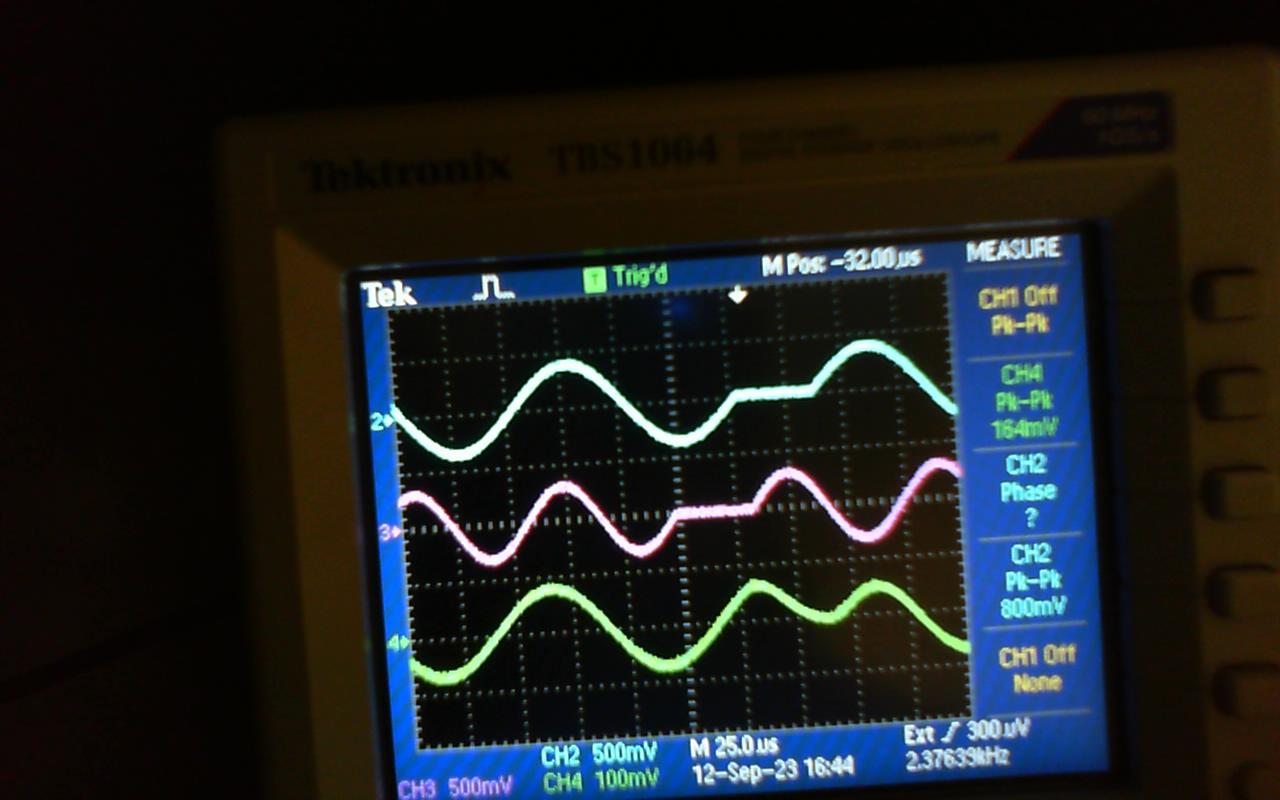 Tektronix TBS1064
Tek Trig'd M Pos: -32.00us MEASURE
CH1 Off
Pk-Pk
CH4
Pk-Pk
164mV
CH2
Phase
?
CH2
Pk-Pk
800mV
CH1 Off
None
2
3
4
CH2 500mV M 25.0us Ext 300uV
CH3 500mV CH4 100mV 12-Sep-23 16:44 2.37639kHz